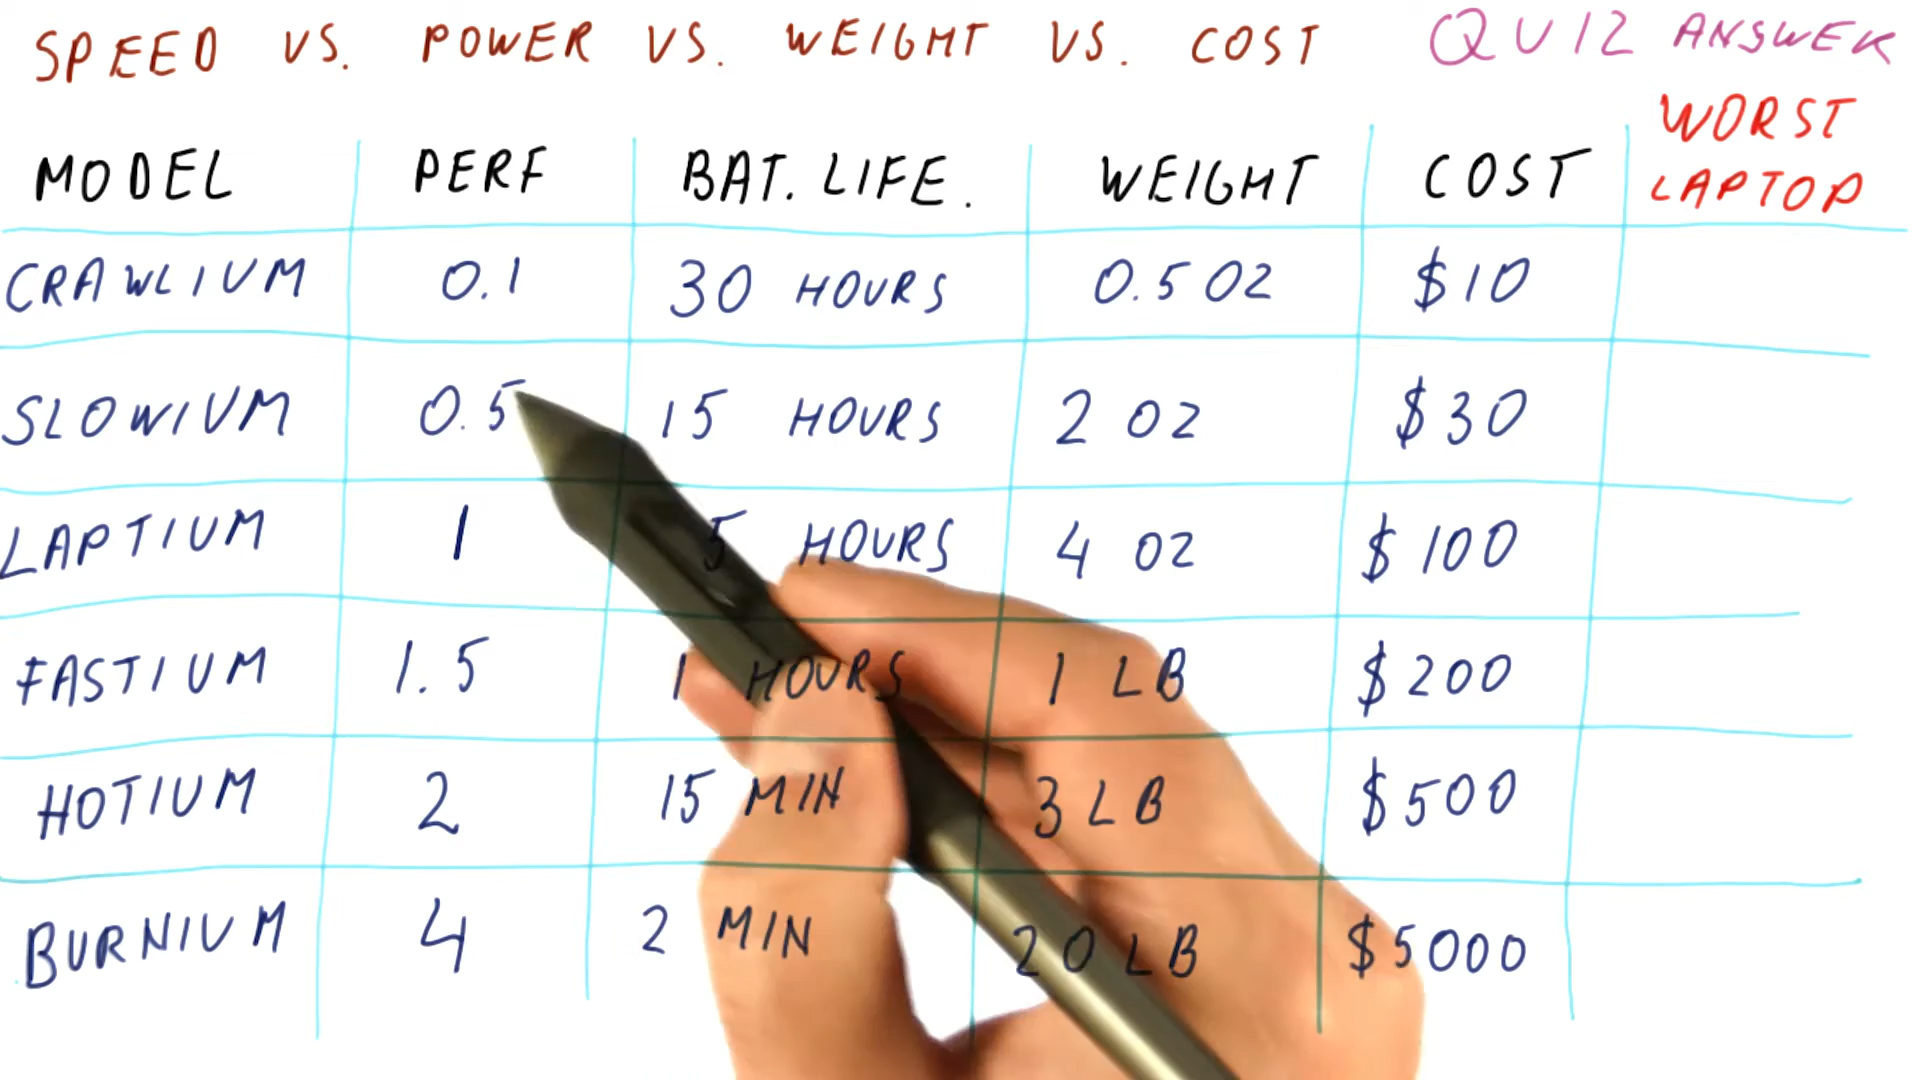 SPEED VS. POWER VS. WEIGHT VS. COST QUIZ ANSWER
WORST
LAPTOP
MODEL PERF BAT. LIFE. WEIGHT COST
CRAWLIUM 0.1 30 HOURS 0.5 OZ $10
SLOWIUM 0.5 15 HOURS 2 OZ $30
LAPTIUM 1 5 HOURS 4 OZ $100
FASTIUM 1.5 1 HOURS 1 LB $200
HOTIUM 2 15 MIN 3 LB $500
BURNIUM 4 2 MIN 20 LB $5000